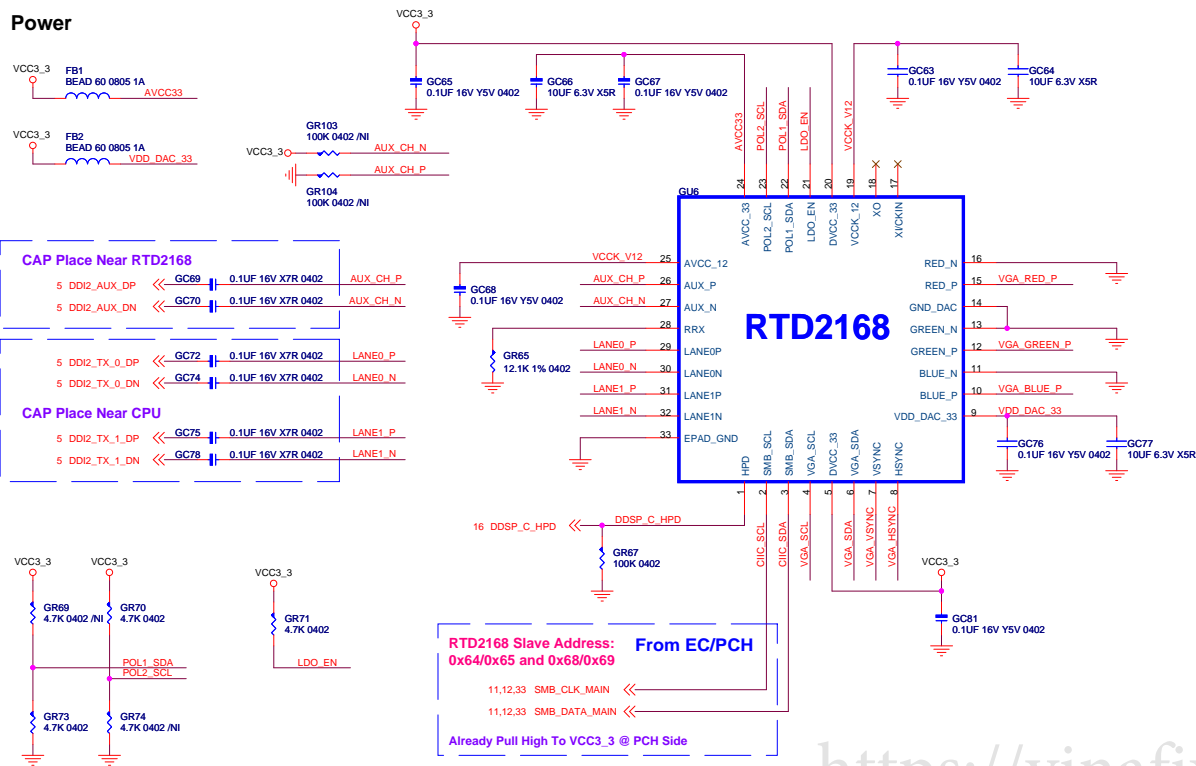 Power
VCC3_3
FB1
BEAD 60 0805 1A
AVCC33
VCC3_3
FB2
BEAD 60 0805 1A
VDD_DAC_33
VCC3_3
GR103
100K 0402 /NI
AUX_CH_N
AUX_CH_P
GR104
100K 0402 /NI
VCC3_3
GC65
0.1UF 16V Y5V 0402
GC66
10UF 6.3V X5R
GC67
0.1UF 16V Y5V 0402
GC63
0.1UF 16V Y5V 0402
GC64
10UF 6.3V X5R
AVCC33
POL2_SCL
POL1_SDA
LDO_EN
VCCK_V12
24
23
22
21
20
19
18
17
GU6
AVCC_33
POL2_SCL
POL1_SDA
LDO_EN
DVCC_33
VCCK_12
XO
XI/CKIN
CAP Place Near RTD2168
5 DDI2_AUX_DP
GC69
0.1UF 16V X7R 0402
AUX_CH_P
5 DDI2_AUX_DN
GC70
0.1UF 16V X7R 0402
AUX_CH_N
5 DDI2_TX_0_DP
GC72
0.1UF 16V X7R 0402
LANE0_P
5 DDI2_TX_0_DN
GC74
0.1UF 16V X7R 0402
LANE0_N
CAP Place Near CPU
5 DDI2_TX_1_DP
GC75
0.1UF 16V X7R 0402
LANE1_P
5 DDI2_TX_1_DN
GC78
0.1UF 16V X7R 0402
LANE1_N
VCCK_V12 25 AVCC_12
GC68
0.1UF 16V Y5V 0402
AUX_CH_P 26 AUX_P
AUX_CH_N 27 AUX_N
28 RRX
GR65
12.1K 1% 0402
LANE0_P 29 LANE0P
LANE0_N 30 LANE0N
LANE1_P 31 LANE1P
LANE1_N 32 LANE1N
33 EPAD_GND
RTD2168
RED_N 16
RED_P 15 VGA_RED_P
GND_DAC 14
GREEN_N 13
GREEN_P 12 VGA_GREEN_P
BLUE_N 11
BLUE_P 10 VGA_BLUE_P
VDD_DAC_33 9 VDD_DAC_33
GC76
0.1UF 16V Y5V 0402
GC77
10UF 6.3V X5R
HPD
SMB_SCL
SMB_SDA
VGA_SCL
DVCC_33
VGA_SDA
VSYNC
HSYNC
1
2
3
4
5
6
7
8
16 DDSP_C_HPD
DDSP_C_HPD
GR67
100K 0402
CIIC_SCL
CIIC_SDA
VGA_SCL
VGA_SDA
VGA_VSYNC
VGA_HSYNC
VCC3_3
GC81
0.1UF 16V Y5V 0402
VCC3_3
GR69
4.7K 0402 /NI
VCC3_3
GR70
4.7K 0402
POL1_SDA
POL2_SCL
GR73
4.7K 0402
GR74
4.7K 0402 /NI
VCC3_3
GR71
4.7K 0402
LDO_EN
RTD2168 Slave Address:
0x64/0x65 and 0x68/0x69
From EC/PCH
11,12,33 SMB_CLK_MAIN
11,12,33 SMB_DATA_MAIN
Already Pull High To VCC3_3 @ PCH Side